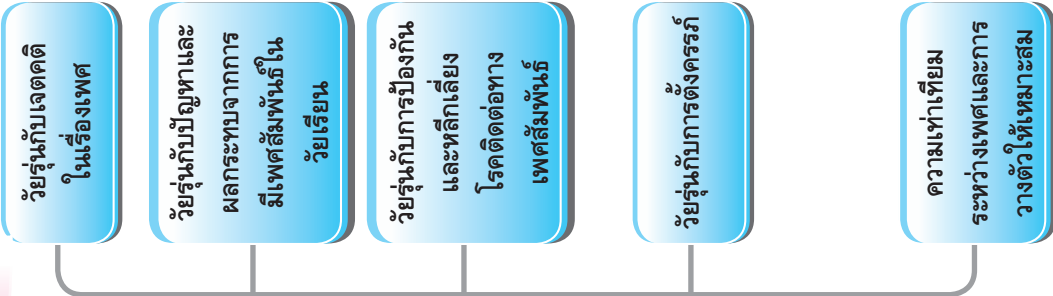 วัยรุ่นกับเจตคติ
ในเรื่องเพศ
วัยรุ่นกับปัญหาและ
ผลกระทบจากการ
มีเพศสัมพันธ์ใน
วัยเรียน
วัยรุ่นกับการป้องกัน
และหลีกเลี่ยง
โรคติดต่อทาง
เพศสัมพันธ์
วัยรุ่นกับการตั้งครรภ์
ความเท่าเทียม
ระหว่างเพศและการ
วางตัวให้เหมาะสม